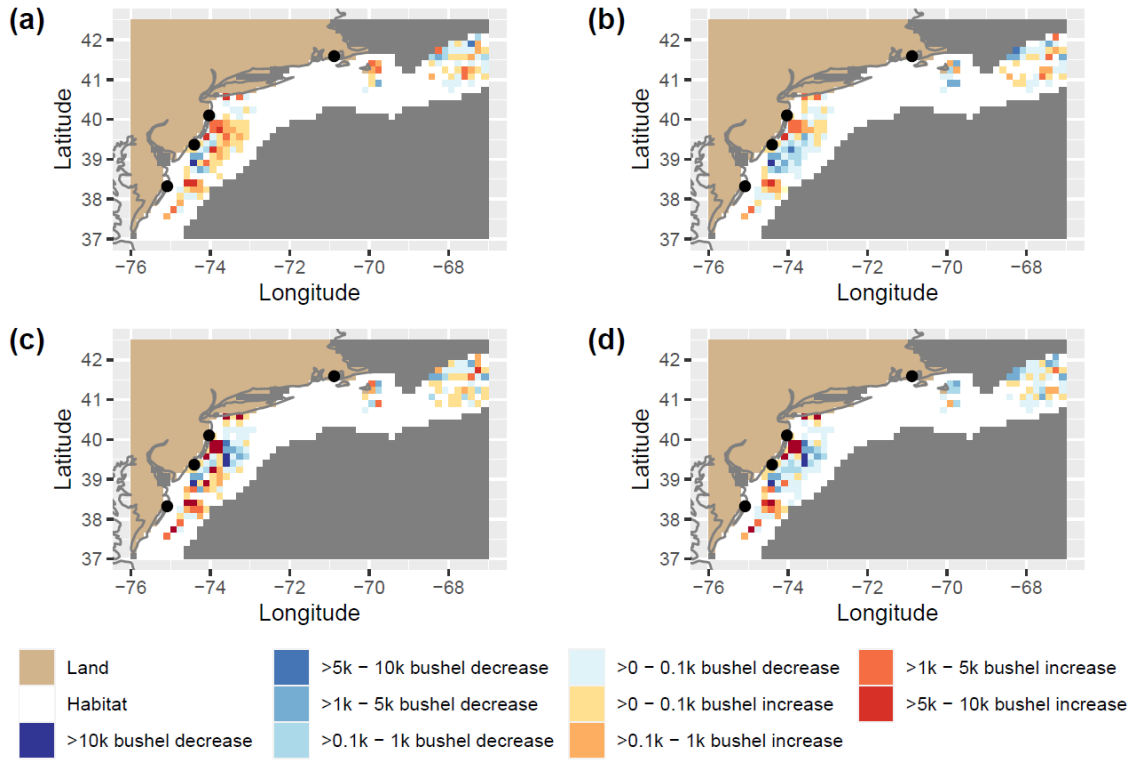 (a)
(b)
42
41
40
39
38
37
Latitude
−76
−74
−72
−70
−68
Longitude
42
41
40
39
38
37
Latitude
−76
−74
−72
−70
−68
Longitude
(c)
(d)
42
41
40
39
38
37
Latitude
−76
−74
−72
−70
−68
Longitude
42
41
40
39
38
37
Latitude
−76
−74
−72
−70
−68
Longitude
Land
>5k − 10k bushel decrease
>0 − 0.1k bushel decrease
>1k − 5k bushel increase
Habitat
>1k − 5k bushel decrease
>0 − 0.1k bushel increase
>5k − 10k bushel increase
>10k bushel decrease
>0.1k − 1k bushel decrease
>0.1k − 1k bushel increase